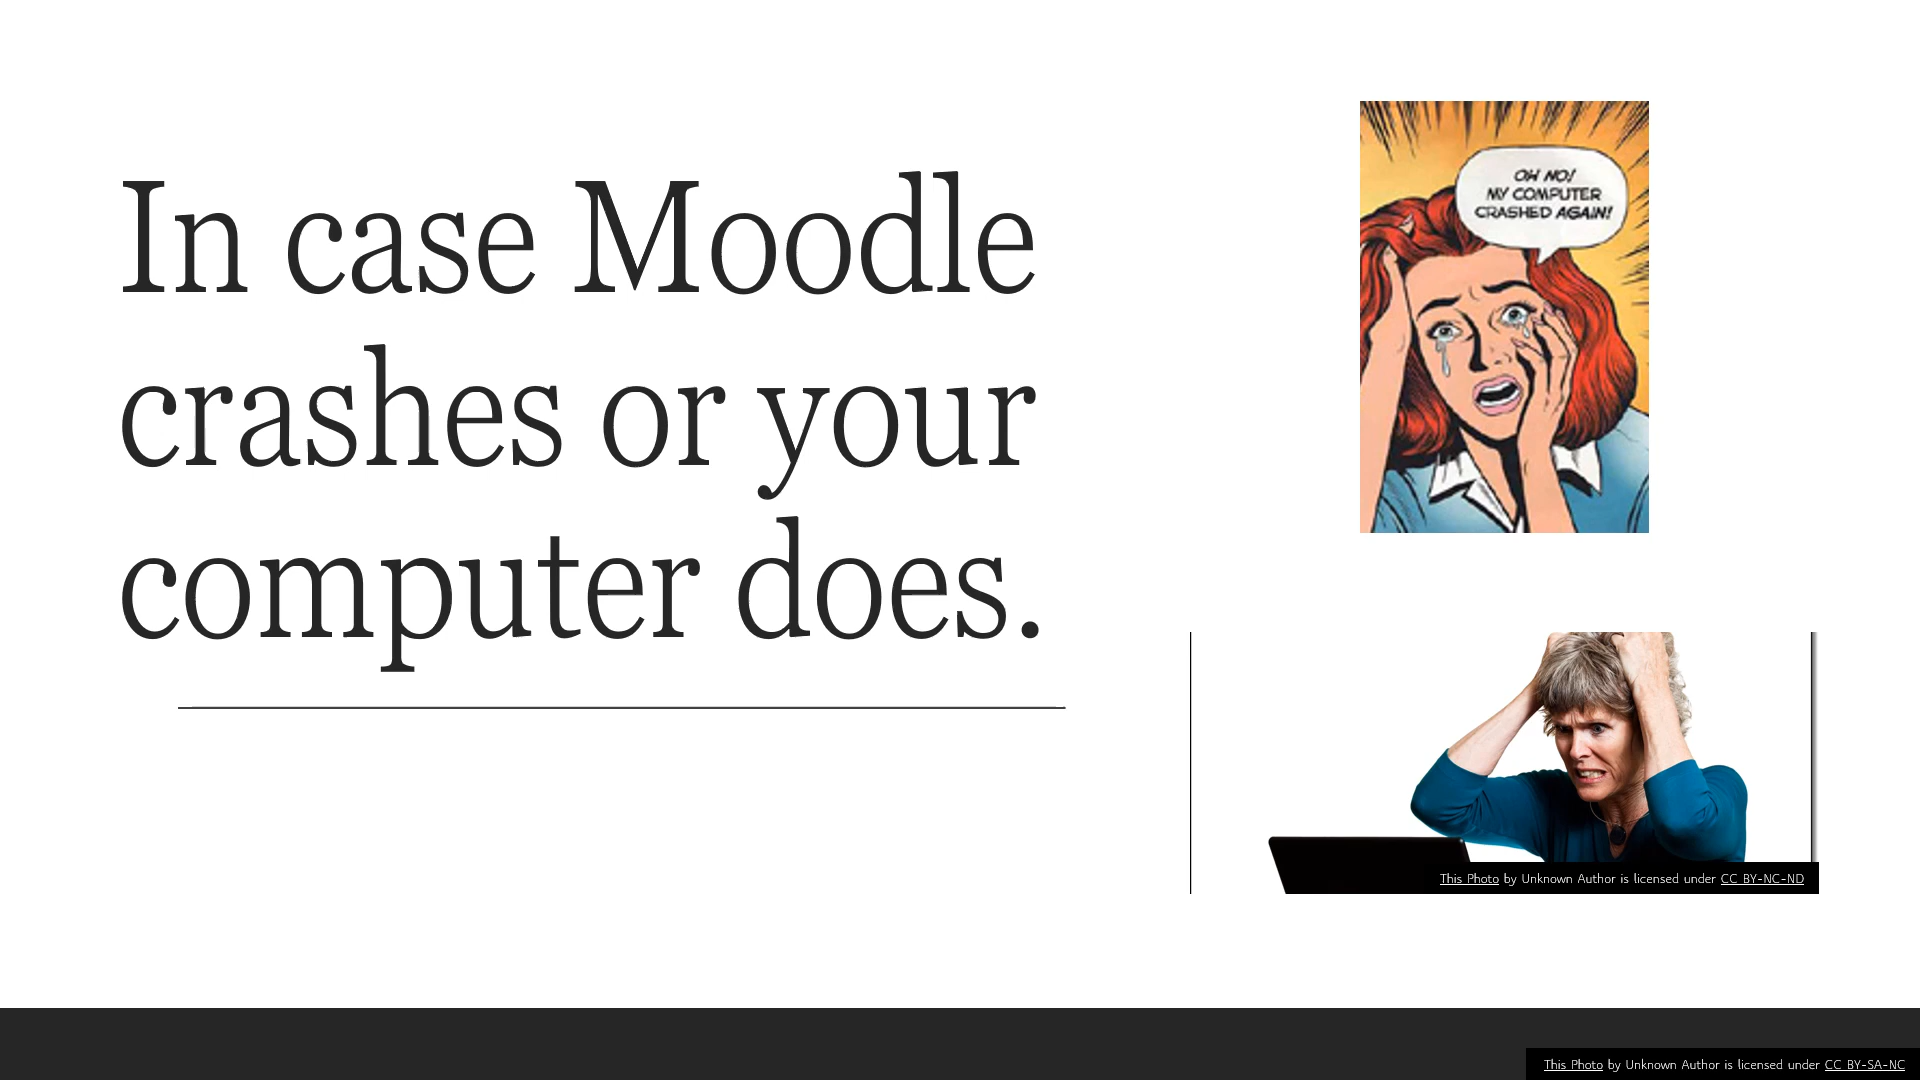 In case Moodle
crashes or your
computer does.
OH NO!
MY COMPUTER
CRASHED AGAIN!
This Photo by Unknown Author is licensed under CC BY-NC-ND
This Photo by Unknown Author is licensed under CC BY-SA-NC